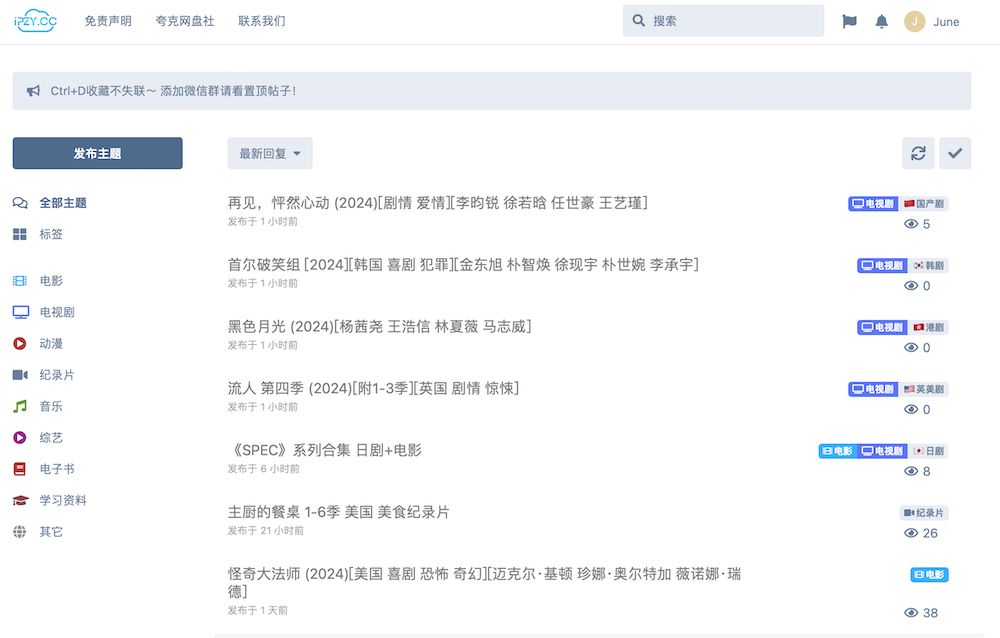 iPZY.CC
免责声明 夸克网盘社 联系我们 搜索 J June
Ctrl+D收藏不失联～ 添加微信群请看置顶帖子！
发布主题
最新回复
全部主题
标签
电影
电视剧
动漫
纪录片
音乐
综艺
电子书
学习资料
其它
再见，怦然心动 (2024)[剧情 爱情][李昀锐 徐若晗 任世豪 王艺瑾]
发布于 1 小时前
电视剧 国产剧
5
首尔破笑组 [2024][韩国 喜剧 犯罪][金东旭 朴智焕 徐现宇 朴世婉 李承宇]
发布于 1 小时前
电视剧 韩剧
0
黑色月光 (2024)[杨茜尧 王浩信 林夏薇 马志威]
发布于 1 小时前
电视剧 港剧
0
流人 第四季 (2024)[附1-3季][英国 剧情 惊悚]
发布于 1 小时前
电视剧 英美剧
0
《SPEC》系列合集 日剧+电影
发布于 6 小时前
电影 电视剧 日剧
8
主厨的餐桌 1-6季 美国 美食纪录片
发布于 21 小时前
纪录片
26
怪奇大法师 (2024)[美国 喜剧 恐怖 奇幻][迈克尔·基顿 珍娜·奥尔特加 薇诺娜·瑞
德]
发布于 1 天前
电影
38